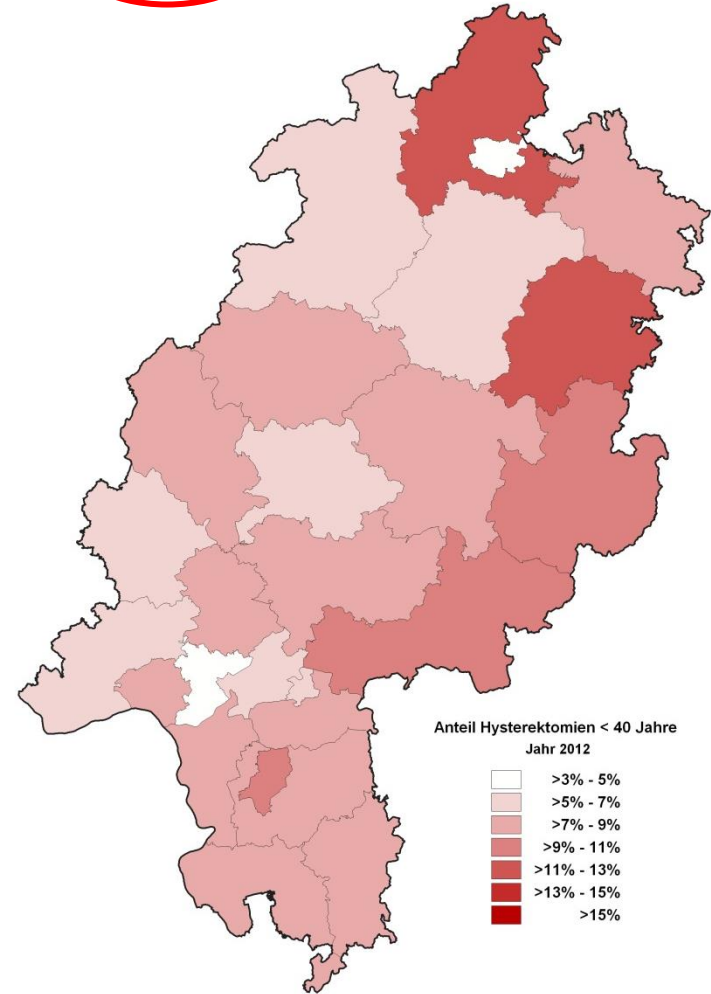 Anteil Hysterektomien < 40 Jahre
Jahr 2012
>3% - 5%
>5% - 7%
>7% - 9%
>9% - 11%
>11% - 13%
>13% - 15%
>15%